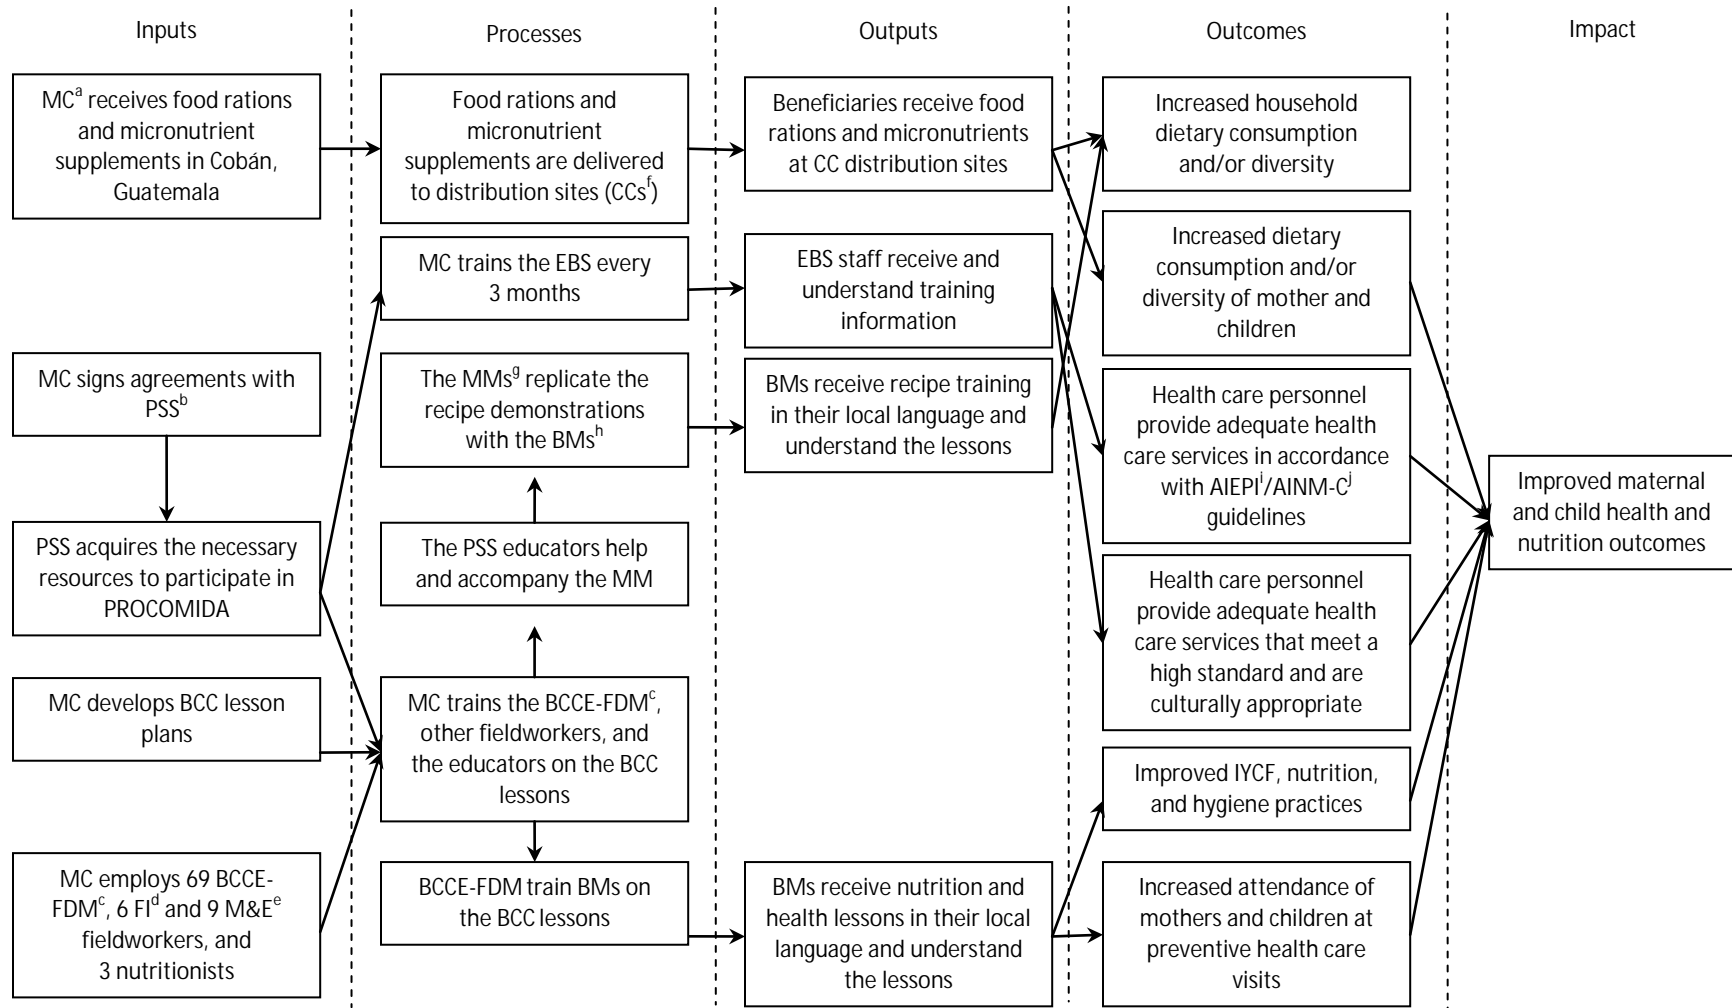 Inputs
Processes
Outputs
Outcomes
Impact
MCa receives food rations
and micronutrient
supplements in Cobán,
Guatemala
MC signs agreements with
PSSb
PSS acquires the necessary
resources to participate in
PROCOMIDA
MC develops BCC lesson
plans
MC employs 69 BCCE-
FDMc, 6 FId and 9 M&Ee
fieldworkers, and
3 nutritionists
Food rations and
micronutrient
supplements are delivered
to distribution sites (CCsf)
MC trains the EBS every
3 months
The MMsg replicate the
recipe demonstrations
with the BMsh
The PSS educators help
and accompany the MM
MC trains the BCCE-FDMc,
other fieldworkers, and
the educators on the BCC
lessons
BCCE-FDM train BMs on
the BCC lessons
Beneficiaries receive food
rations and micronutrients
at CC distribution sites
EBS staff receive and
understand training
information
BMs receive recipe training
in their local language and
understand the lessons
BMs receive nutrition and
health lessons in their local
language and understand
the lessons
Increased household
dietary consumption
and/or diversity
Increased dietary
consumption and/or
diversity of mother and
children
Health care personnel
provide adequate health
care services in accordance
with AIEPIi/AINM-Cj
guidelines
Health care personnel
provide adequate health
care services that meet a
high standard and are
culturally appropriate
Improved IYCF, nutrition,
and hygiene practices
Increased attendance of
mothers and children at
preventive health care
visits
Improved maternal
and child health and
nutrition outcomes